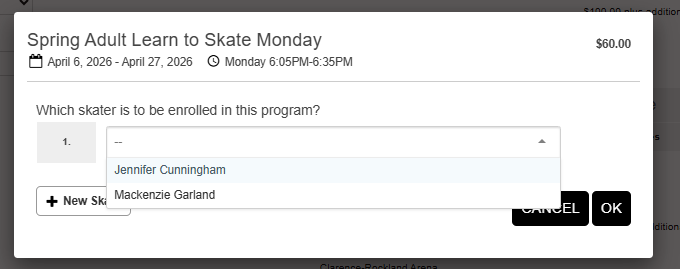 $100.00 plus addition
Spring Adult Learn to Skate Monday
$60.00
April 6, 2026 - April 27, 2026 Monday 6:05PM-6:35PM
Which skater is to be enrolled in this program?
1.
--
Jennifer Cunningham
Mackenzie Garland
New Ska
CANCEL OK
dition
Clarence-Rockland Arena